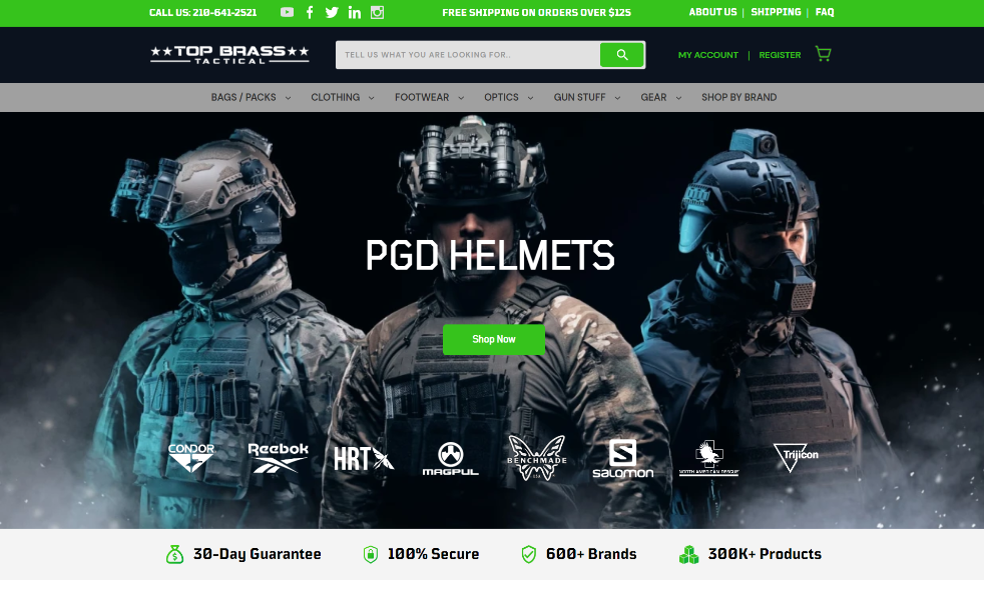 CALL US: 210-641-2521
FREE SHIPPING ON ORDERS OVER $125
ABOUT US | SHIPPING | FAQ
TOP BRASS
TACTICAL
TELL US WHAT YOU ARE LOOKING FOR..
MY ACCOUNT | REGISTER
BAGS / PACKS CLOTHING FOOTWEAR OPTICS GUN STUFF GEAR SHOP BY BRAND
PGD HELMETS
Shop Now
CONDOR
Reebok
HRT
MAGPUL
BENCHMADE
USA
SALOMON
NORTH AMERICAN RESCUE
Trijicon
30-Day Guarantee 100% Secure 600+ Brands 300K+ Products